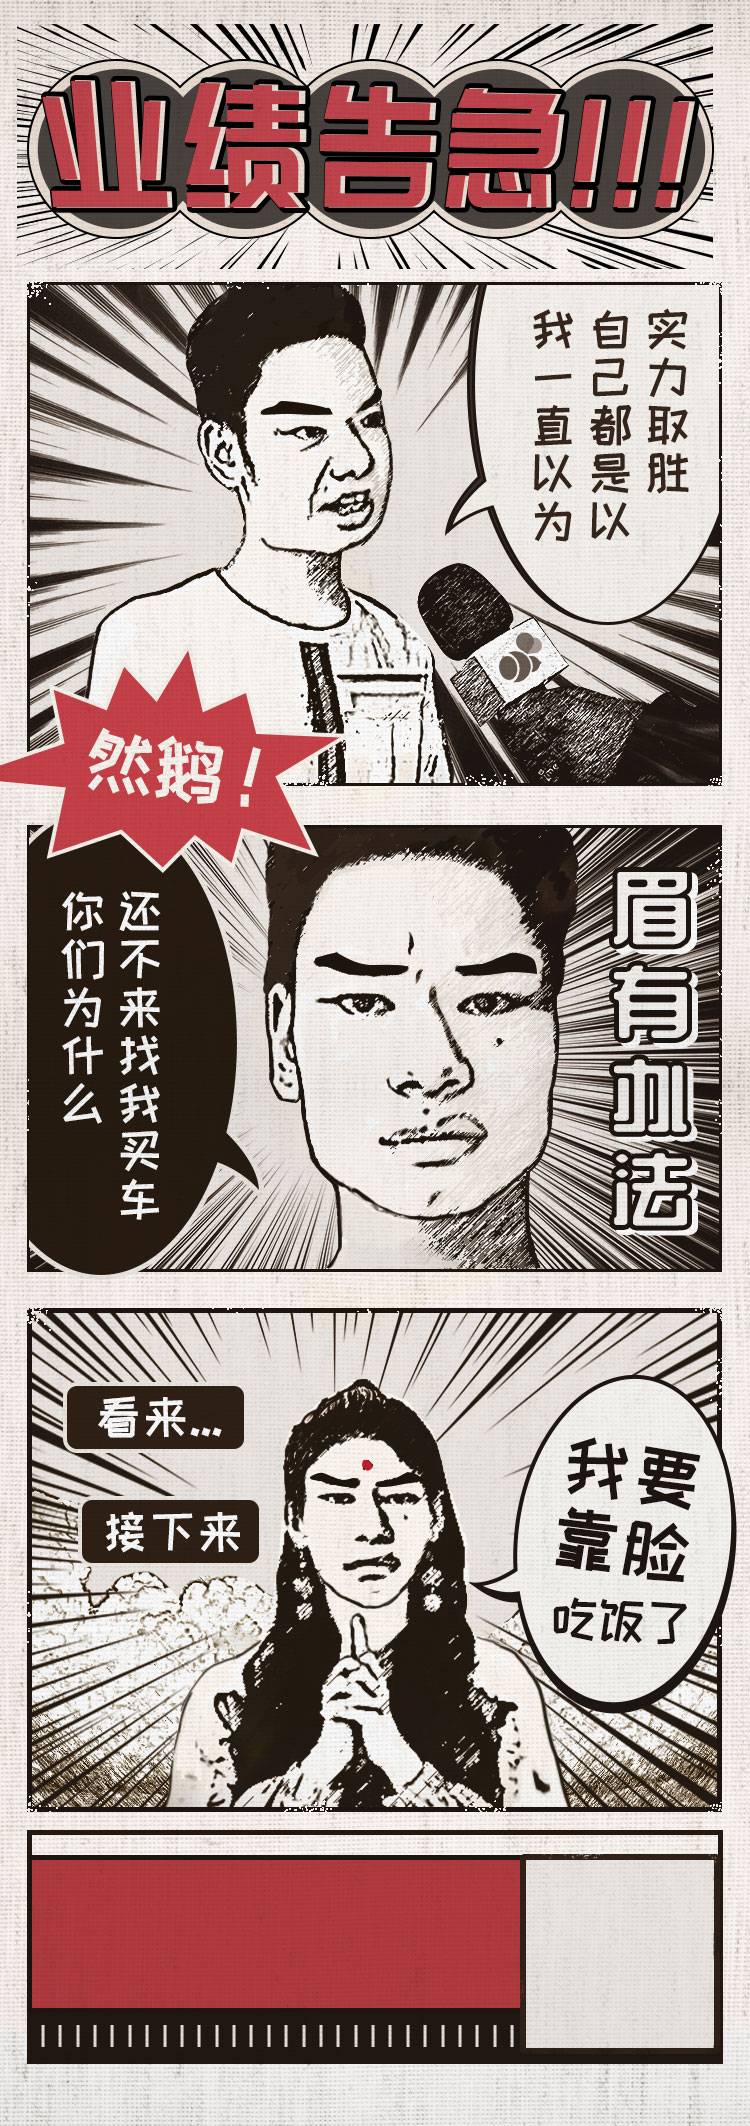 业绩告急!!!
我一直以为
自己都是以
实力取胜
然鹅!
你们为什么
还不来找我买车
眉有办法
看来...
接下来
我要
靠脸
吃饭了